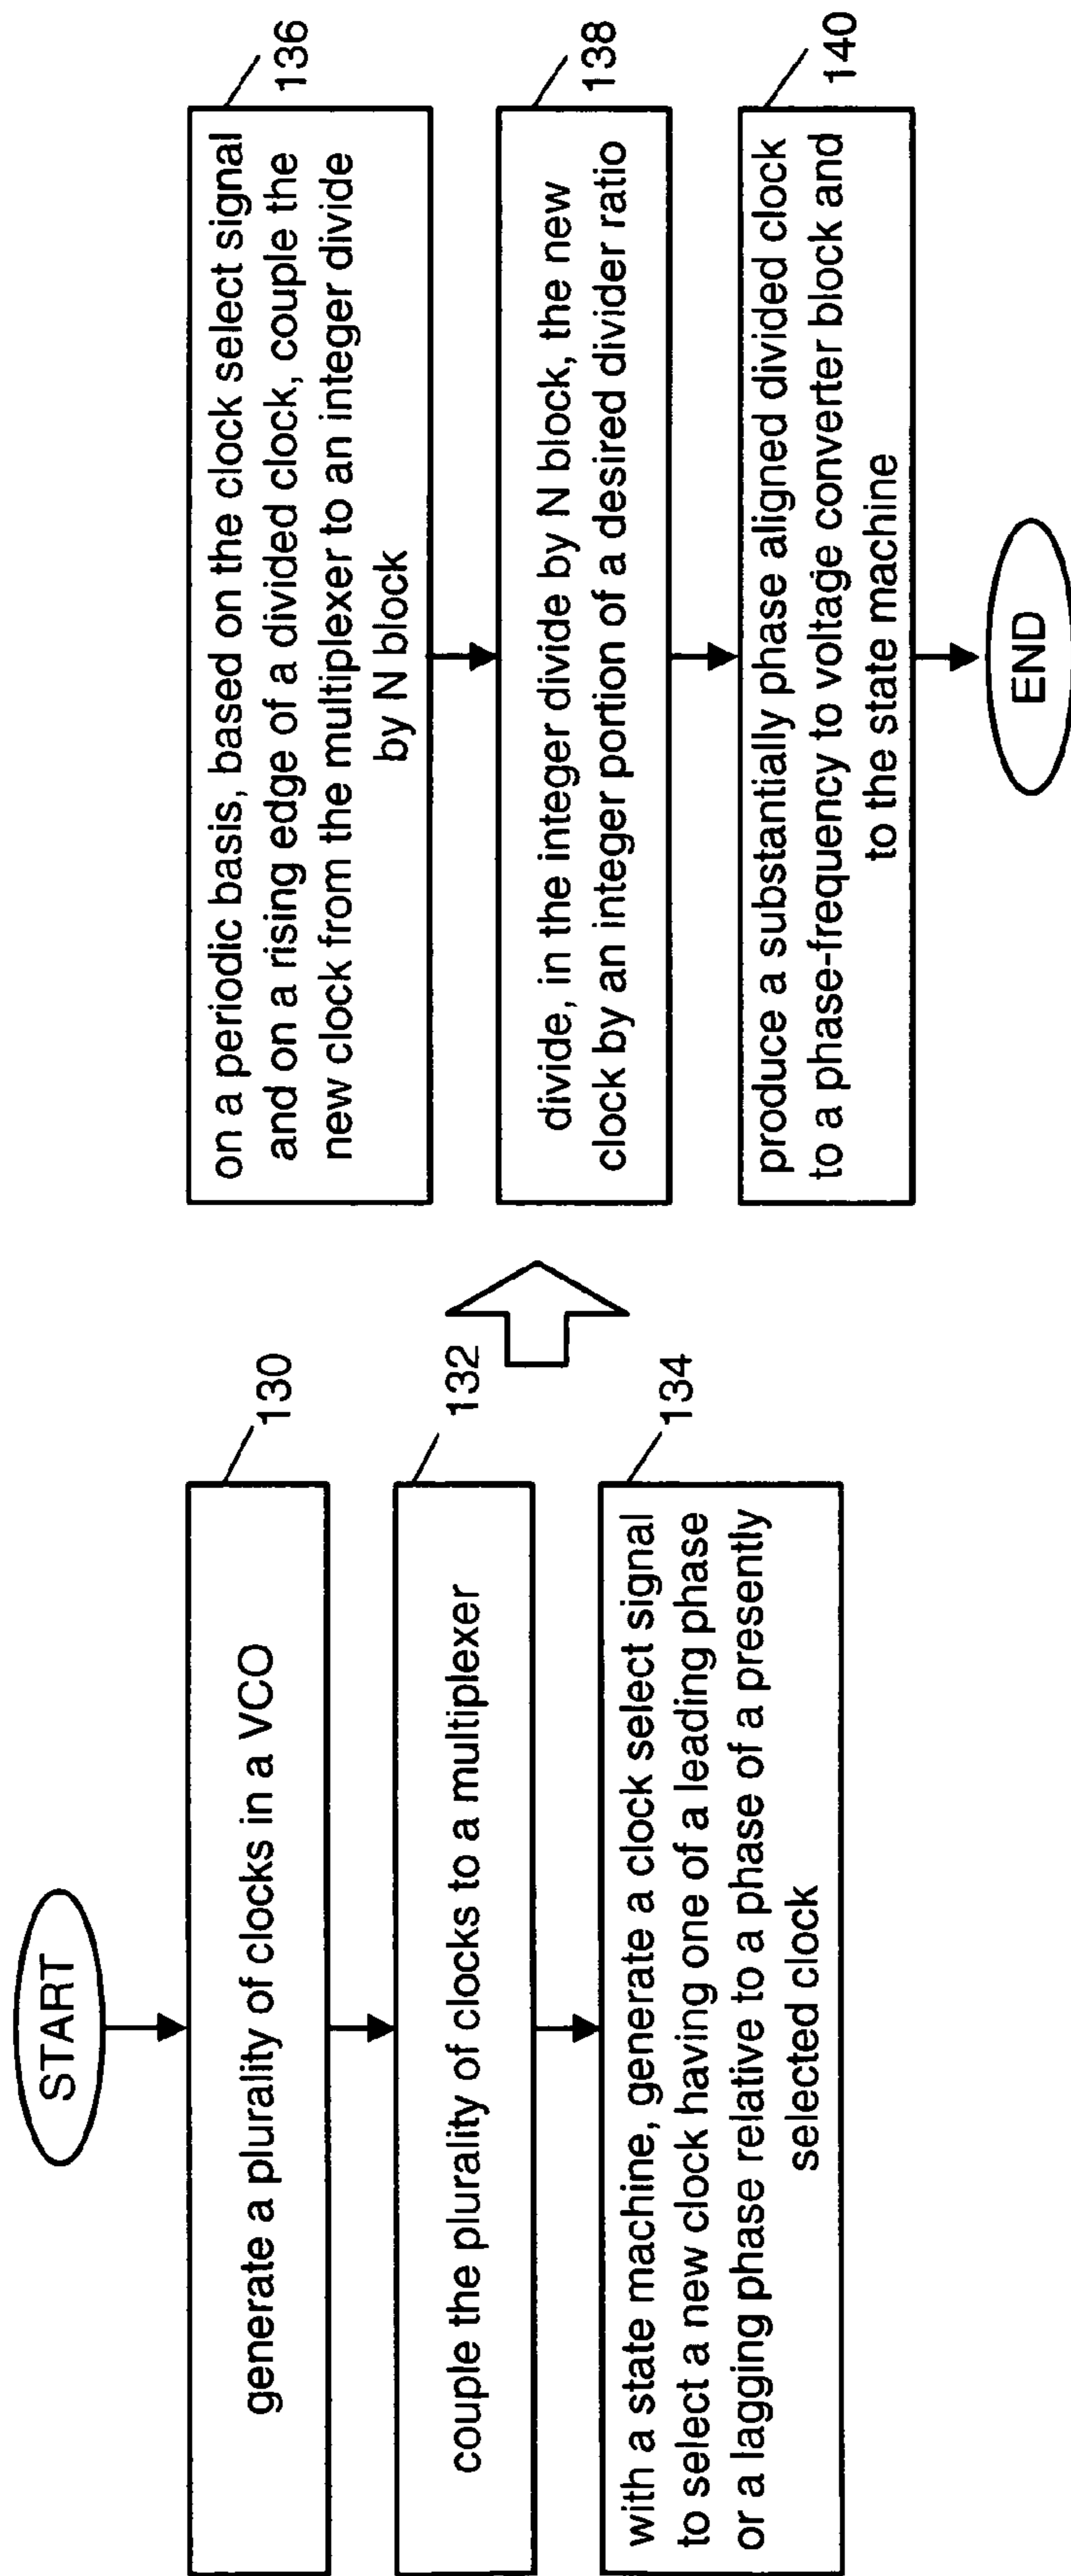 START
130
generate a plurality of clocks in a VCO
132
couple the plurality of clocks to a multiplexer
134
with a state machine, generate a clock select signal
to select a new clock having one of a leading phase
or a lagging phase relative to a phase of a presently
selected clock
136
on a periodic basis, based on the clock select signal
and on a rising edge of a divided clock, couple the
new clock from the multiplexer to an integer divide
by N block
138
divide, in the integer divide by N block, the new
clock by an integer portion of a desired divider ratio
140
produce a substantially phase aligned divided clock
to a phase-frequency to voltage converter block and
to the state machine
END